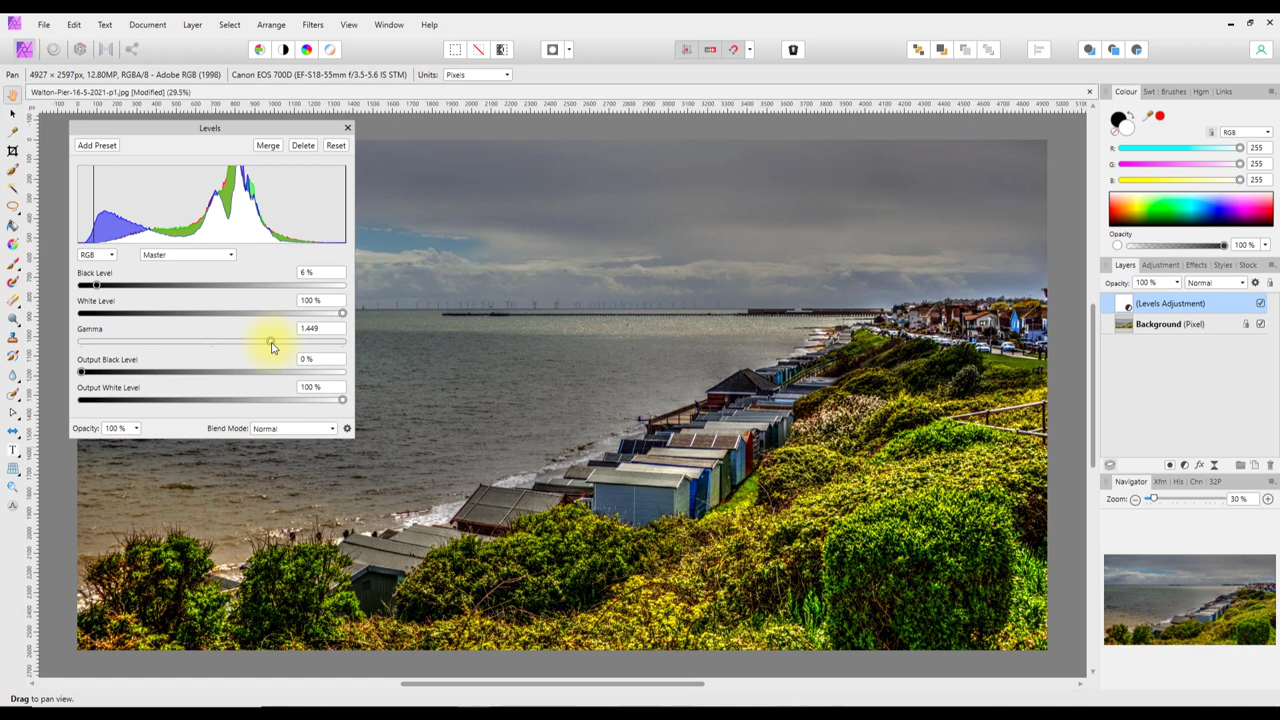 File Edit Text Document Layer Select Arrange Filters View Window Help
Pan 4927 × 2597px, 12.80MP, RGBA/8 - Adobe RGB (1998) Canon EOS 700D (EF-S18-55mm f/3.5-5.6 IS STM) Units: Pixels
Walton-Pier-16-5-2021-p1.jpg [Modified] (29.5%)
Levels
Add Preset Merge Delete Reset
RGB Master
Black Level 6 %
White Level 100 %
Gamma 1.449
Output Black Level 0 %
Output White Level 100 %
Opacity: 100 % Blend Mode: Normal
Colour Swt Brushes Hgm Links
RGB
R: 255
G: 255
B: 255
Opacity
100 %
Layers Adjustment Effects Styles Stock
Opacity: 100 % Normal
(Levels Adjustment)
Background (Pixel)
Navigator Xfm His Chn 32P
Zoom: 30 %
Drag to pan view.